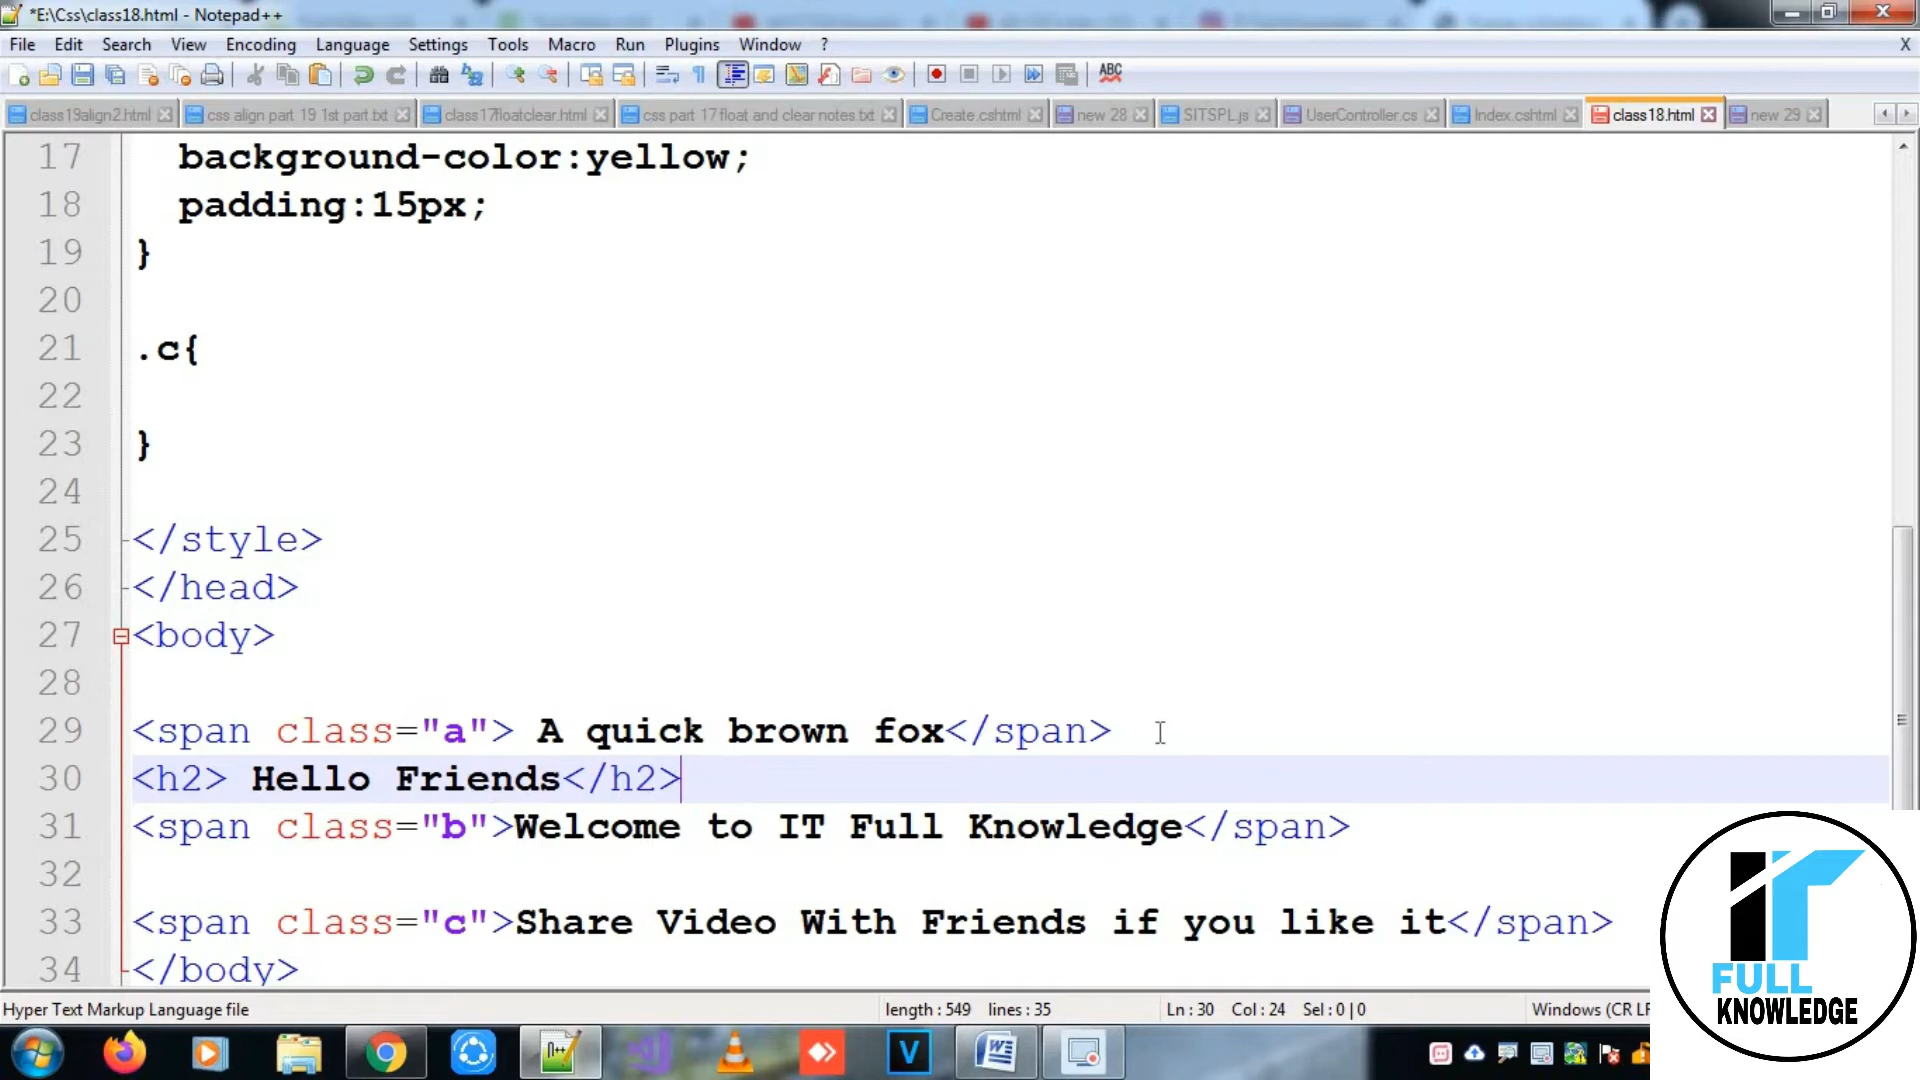 *E:\Css\class18.html - Notepad++
File Edit Search View Encoding Language Settings Tools Macro Run Plugins Window ? X
class19align2.html css align part 19 1st part.txt class17floatclear.html css part 17 float and clear notes.txt Create.cshtml new 28 SITSPL.js UserController.cs Index.cshtml class18.html new 29
17 background-color:yellow;
18 padding:15px;
19 }
20
21 .c{
22
23 }
24
25 </style>
26 </head>
27 <body>
28
29 <span class="a"> A quick brown fox</span>
30 <h2> Hello Friends</h2>
31 <span class="b">Welcome to IT Full Knowledge</span>
32
33 <span class="c">Share Video With Friends if you like it</span>
34 </body>
Hyper Text Markup Language file length : 549 lines : 35 Ln : 30 Col : 24 Sel : 0 | 0 Windows (CR LF
IT
FULL
KNOWLEDGE